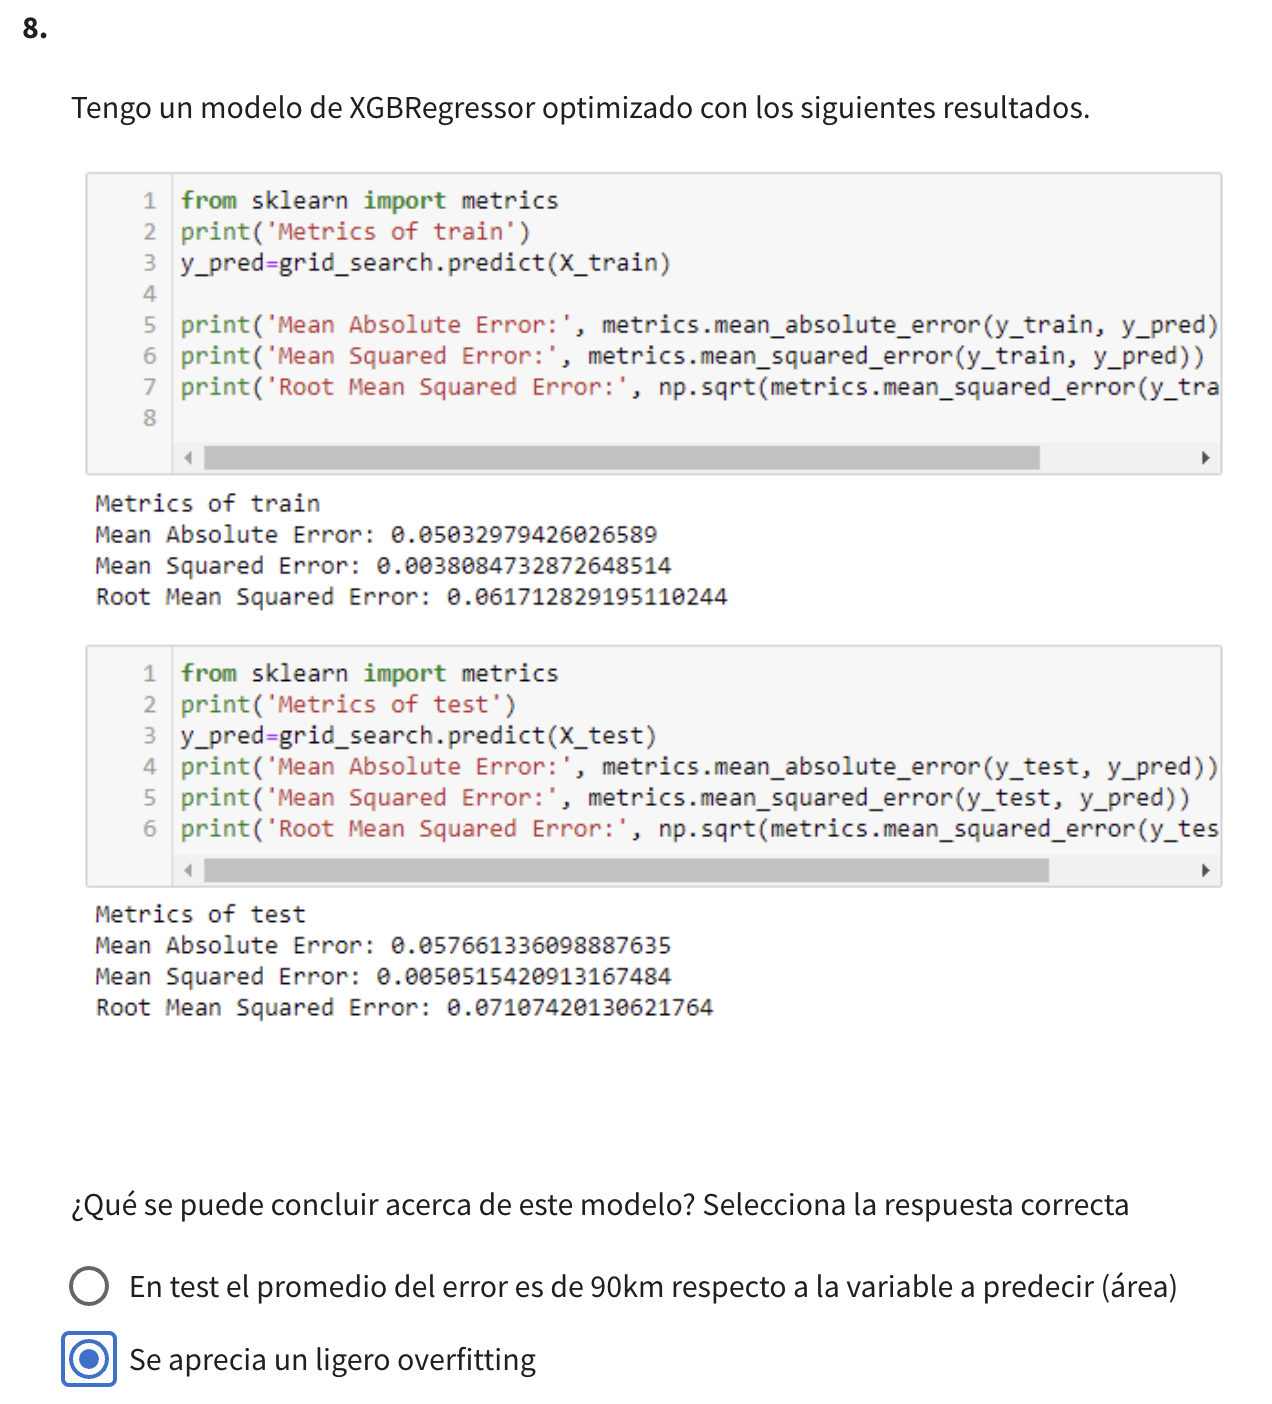 8.
Tengo un modelo de XGBRegressor optimizado con los siguientes resultados.
1 from sklearn import metrics
2 print('Metrics of train')
3 y_pred=grid_search.predict(X_train)
4
5 print('Mean Absolute Error:', metrics.mean_absolute_error(y_train, y_pred)
6 print('Mean Squared Error:', metrics.mean_squared_error(y_train, y_pred))
7 print('Root Mean Squared Error:', np.sqrt(metrics.mean_squared_error(y_tra
8
Metrics of train
Mean Absolute Error: 0.05032979426026589
Mean Squared Error: 0.0038084732872648514
Root Mean Squared Error: 0.061712829195110244
1 from sklearn import metrics
2 print('Metrics of test')
3 y_pred=grid_search.predict(X_test)
4 print('Mean Absolute Error:', metrics.mean_absolute_error(y_test, y_pred))
5 print('Mean Squared Error:', metrics.mean_squared_error(y_test, y_pred))
6 print('Root Mean Squared Error:', np.sqrt(metrics.mean_squared_error(y_tes
Metrics of test
Mean Absolute Error: 0.057661336098887635
Mean Squared Error: 0.0050515420913167484
Root Mean Squared Error: 0.07107420130621764
¿Qué se puede concluir acerca de este modelo? Selecciona la respuesta correcta
En test el promedio del error es de 90km respecto a la variable a predecir (área)
Se aprecia un ligero overfitting